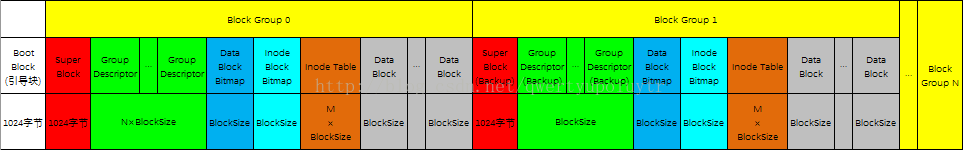 Block Group 0
Block Group 1
Boot
Block
(引导块)
Super
Block
Group
Descriptor
...
Group
Descriptor
Data
Block
Bitmap
Inode
Block
Bitmap
Inode Table
Data
Block
...
Data
Block
Super
Block
(Backup)
Group
Descriptor
(Backup)
...
Group
Descriptor
(Backup)
Data
Block
Bitmap
Inode
Block
Bitmap
Inode Table
Data
Block
...
Data
Block
...
Block
Group N
1024字节
1024字节
N×BlockSize
BlockSize
BlockSize
M
×
BlockSize
BlockSize
BlockSize
1024字节
BlockSize
BlockSize
BlockSize
M
×
BlockSize
BlockSize
BlockSize